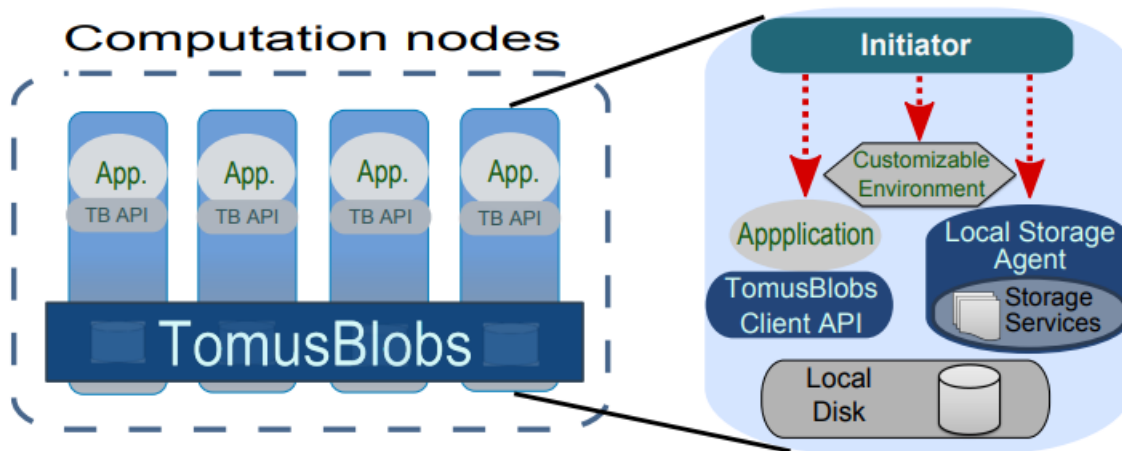 Computation nodes
App. App. App. App.
TB API TB API TB API TB API
TomusBlobs
Initiator
Customizable
Environment
Appplication
TomusBlobs
Client API
Local Storage
Agent
Storage
Services
Local
Disk